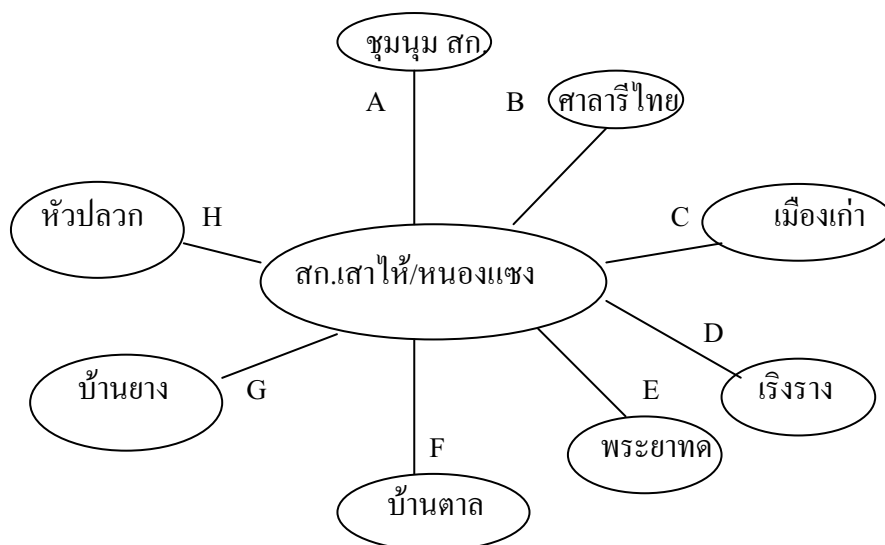 ชุมนุม สก.
A
B
ศาลารีไทย
หัวปลวก
H
C
เมืองเก่า
สก.เสาไห้/หนองแซง
D
บ้านยาง
G
E
เริงราง
F
พระยาทด
บ้านตาล